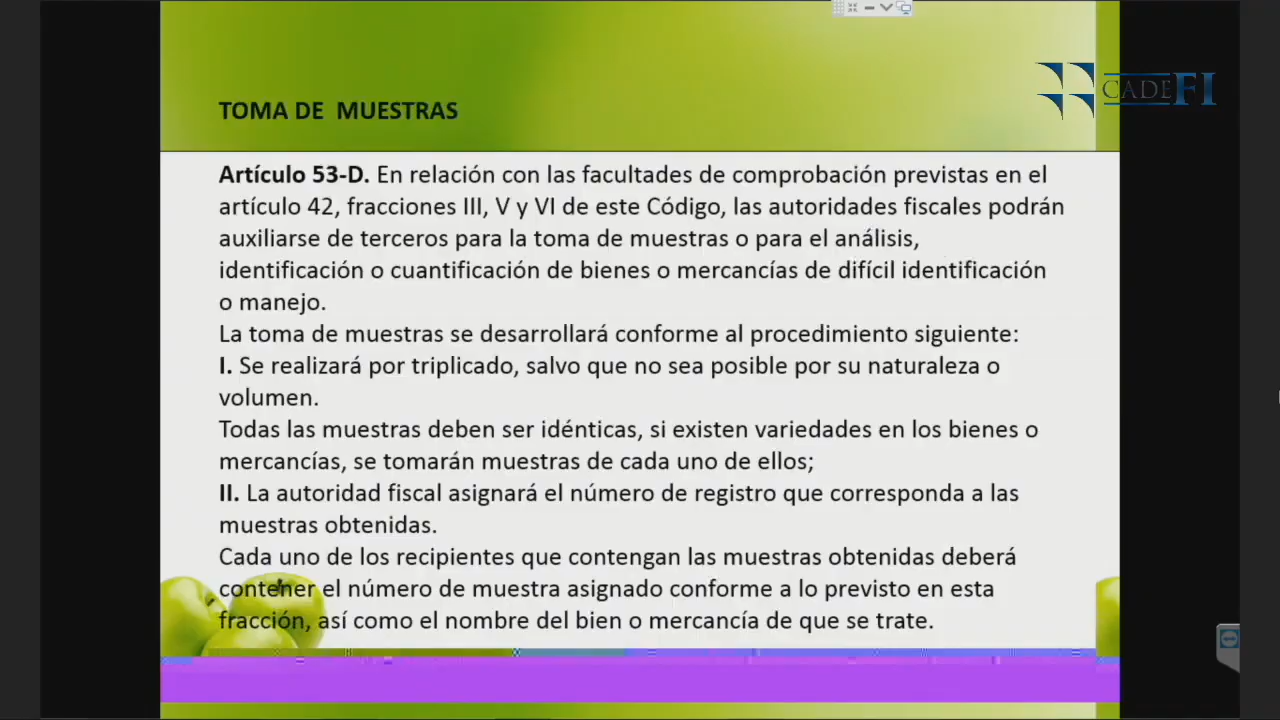 CADEFI
TOMA DE MUESTRAS
Artículo 53-D. En relación con las facultades de comprobación previstas en el
artículo 42, fracciones III, V y VI de este Código, las autoridades fiscales podrán
auxiliarse de terceros para la toma de muestras o para el análisis,
identificación o cuantificación de bienes o mercancías de difícil identificación
o manejo.
La toma de muestras se desarrollará conforme al procedimiento siguiente:
I. Se realizará por triplicado, salvo que no sea posible por su naturaleza o
volumen.
Todas las muestras deben ser idénticas, si existen variedades en los bienes o
mercancías, se tomarán muestras de cada uno de ellos;
II. La autoridad fiscal asignará el número de registro que corresponda a las
muestras obtenidas.
Cada uno de los recipientes que contengan las muestras obtenidas deberá
contener el número de muestra asignado conforme a lo previsto en esta
fracción, así como el nombre del bien o mercancía de que se trate.